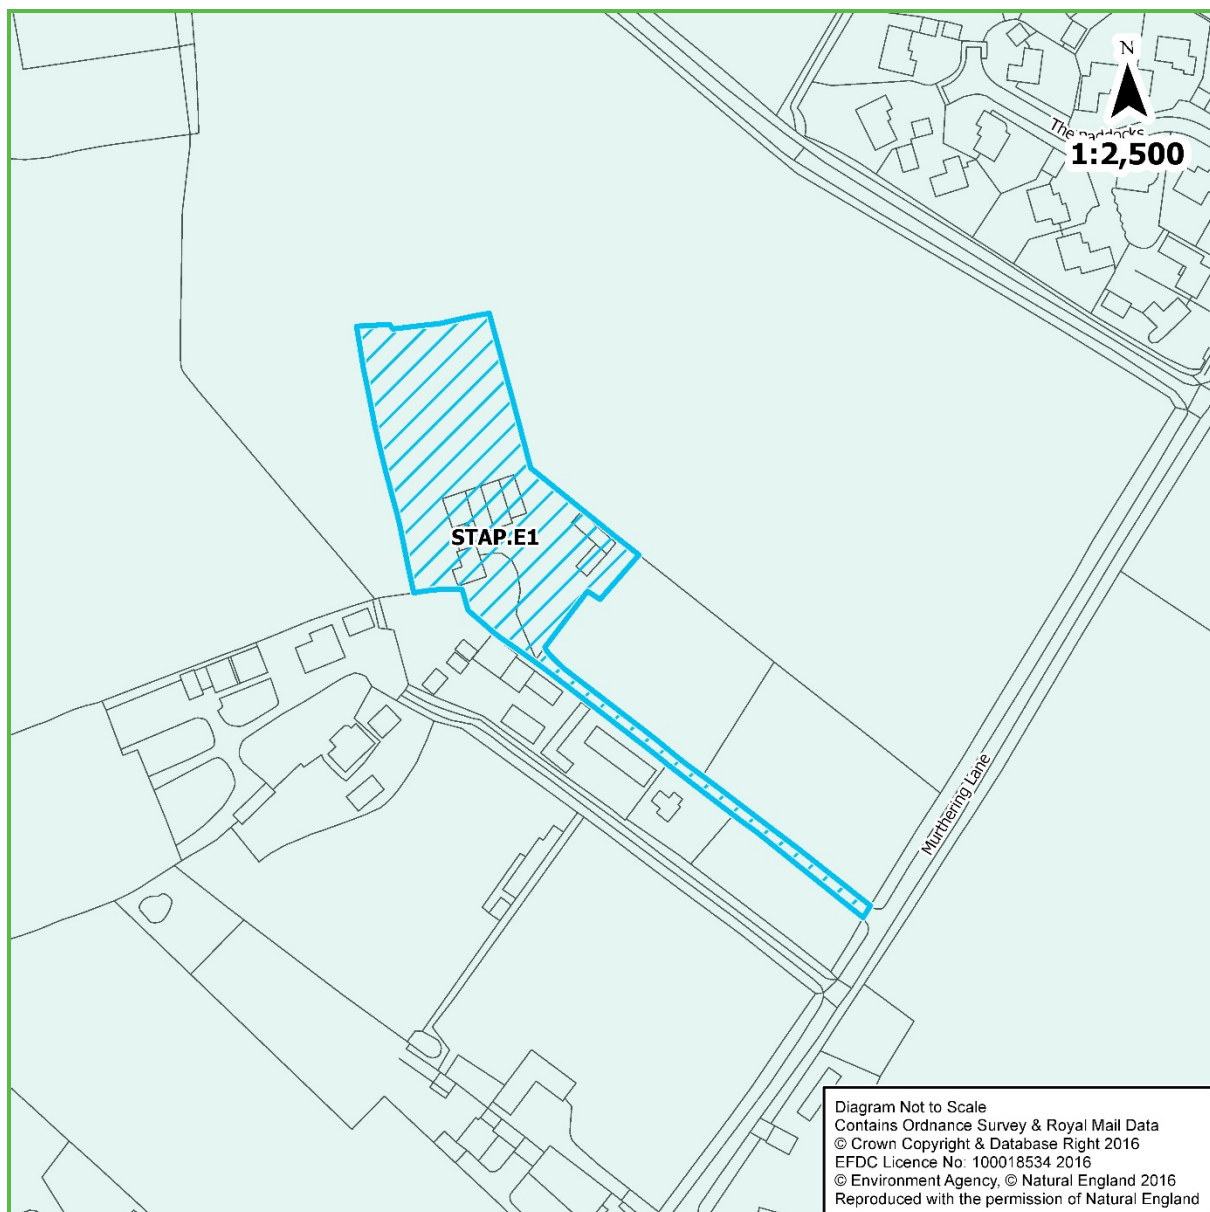 N
The Paddocks
1:2,500
STAP.E1
Murthering Lane
Diagram Not to Scale
Contains Ordnance Survey & Royal Mail Data
© Crown Copyright & Database Right 2016
EFDC Licence No: 100018534 2016
© Environment Agency, © Natural England 2016
Reproduced with the permission of Natural England